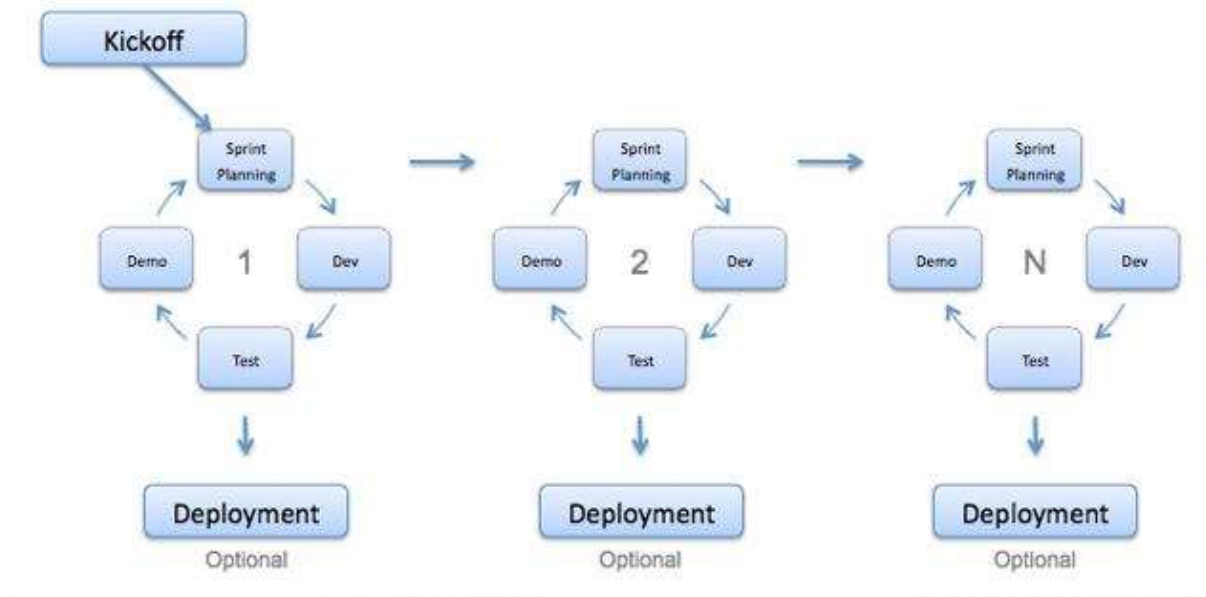 Kickoff
Sprint
Planning
Demo
1
Dev
Test
Deployment
Optional
Sprint
Planning
Demo
2
Dev
Test
Deployment
Optional
Sprint
Planning
Demo
N
Dev
Test
Deployment
Optional